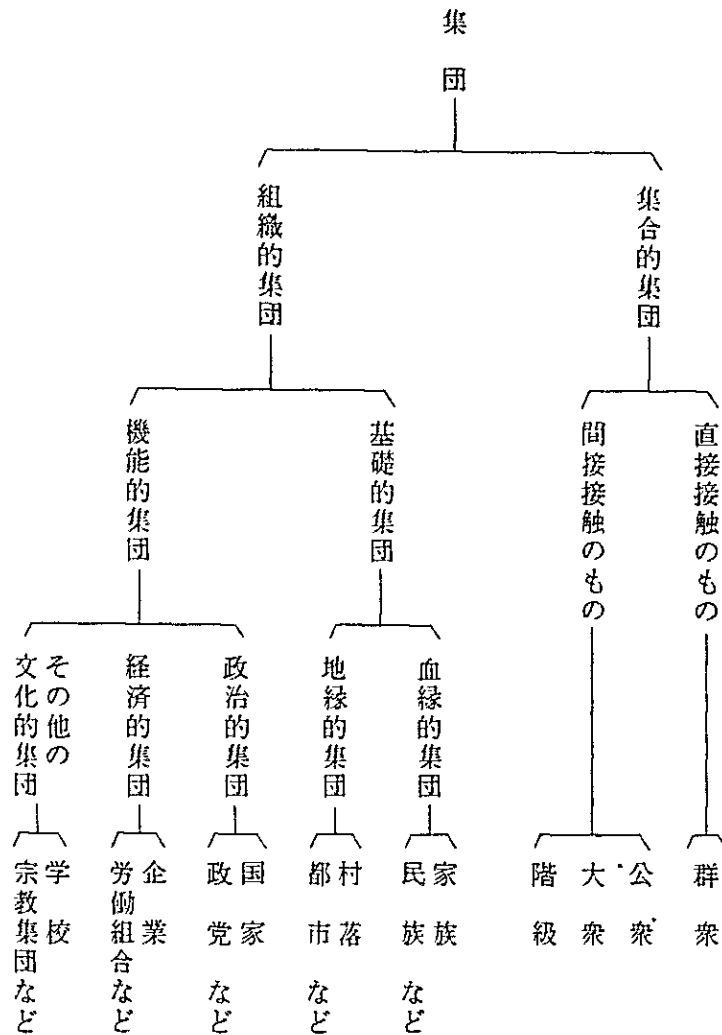 集団
集合的集団
組織的集団
直接接触のもの
間接接触のもの
基礎的集団
機能的集団
血縁的集団
地縁的集団
政治的集団
経済的集団
その他の
文化的集団
群衆
公衆
大衆
階級
家族
民族など
村落
都市など
国家
政党など
企業
労働組合など
学校
宗教集団など